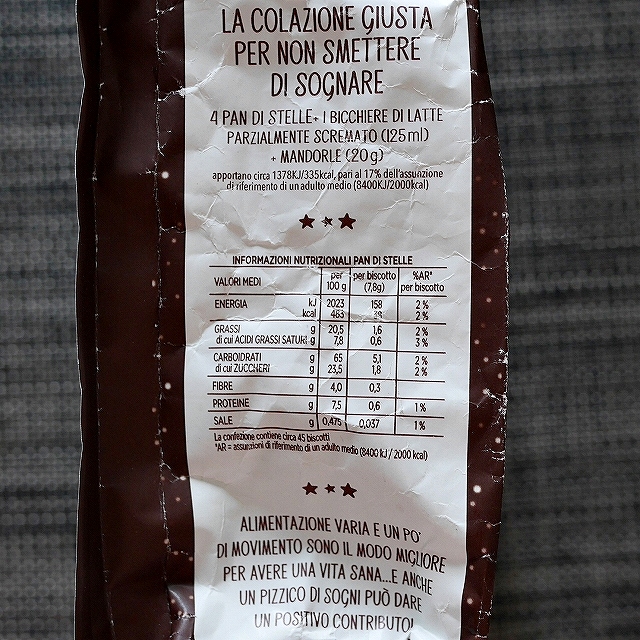 LA COLAZIONE GIUSTA
PER NON SMETTERE
DI SOGNARE
4 PAN DI STELLE + 1 BICCHIERE DI LATTE
PARZIALMENTE SCREMATO (125ml)
+ MANDORLE (20g)
apportano circa 1378KJ/335kcal, pari al 17% dell'assunzione
di riferimento di un adulto medio (8400KJ/2000kcal)
INFORMAZIONI NUTRIZIONALI PAN DI STELLE
VALORI MEDI per 100 g per biscotto (7,8g) %AR* per biscotto
ENERGIA kJ 2023 158 2%
kcal 483 2%
GRASSI g 20,5 1,6 2%
di cui ACIDI GRASSI SATURI g 7,8 0,6 3%
CARBOIDRATI g 65 5,1 2%
di cui ZUCCHERI g 23,5 1,8 2%
FIBRE g 4,0 0,3
PROTEINE g 7,5 0,6 1%
SALE g 0,475 0,037 1%
La confezione contiene circa 45 biscotti
*AR = assunzioni di riferimento di un adulto medio (8400 kJ / 2000 kcal)
ALIMENTAZIONE VARIA E UN PO'
DI MOVIMENTO SONO IL MODO MIGLIORE
PER AVERE UNA VITA SANA...E ANCHE
UN PIZZICO DI SOGNI PUÒ DARE
UN POSITIVO CONTRIBUTO!